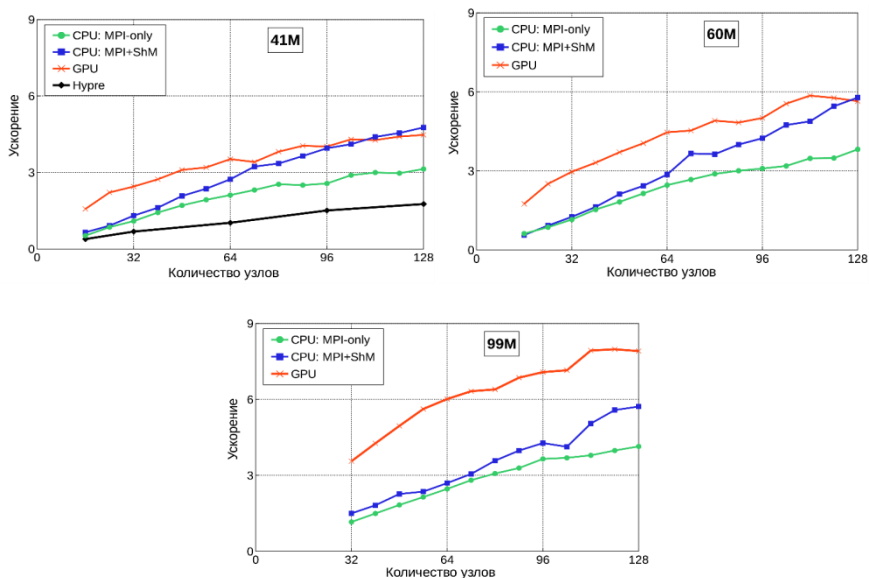 41M
CPU: MPI-only
CPU: MPI+ShM
GPU
Hypre
Ускорение
9
6
3
0
0
32
64
96
128
Количество узлов
60M
CPU: MPI-only
CPU: MPI+ShM
GPU
Ускорение
9
6
3
0
0
32
64
96
128
Количество узлов
99M
CPU: MPI-only
CPU: MPI+ShM
GPU
Ускорение
9
6
3
0
0
32
64
96
128
Количество узлов